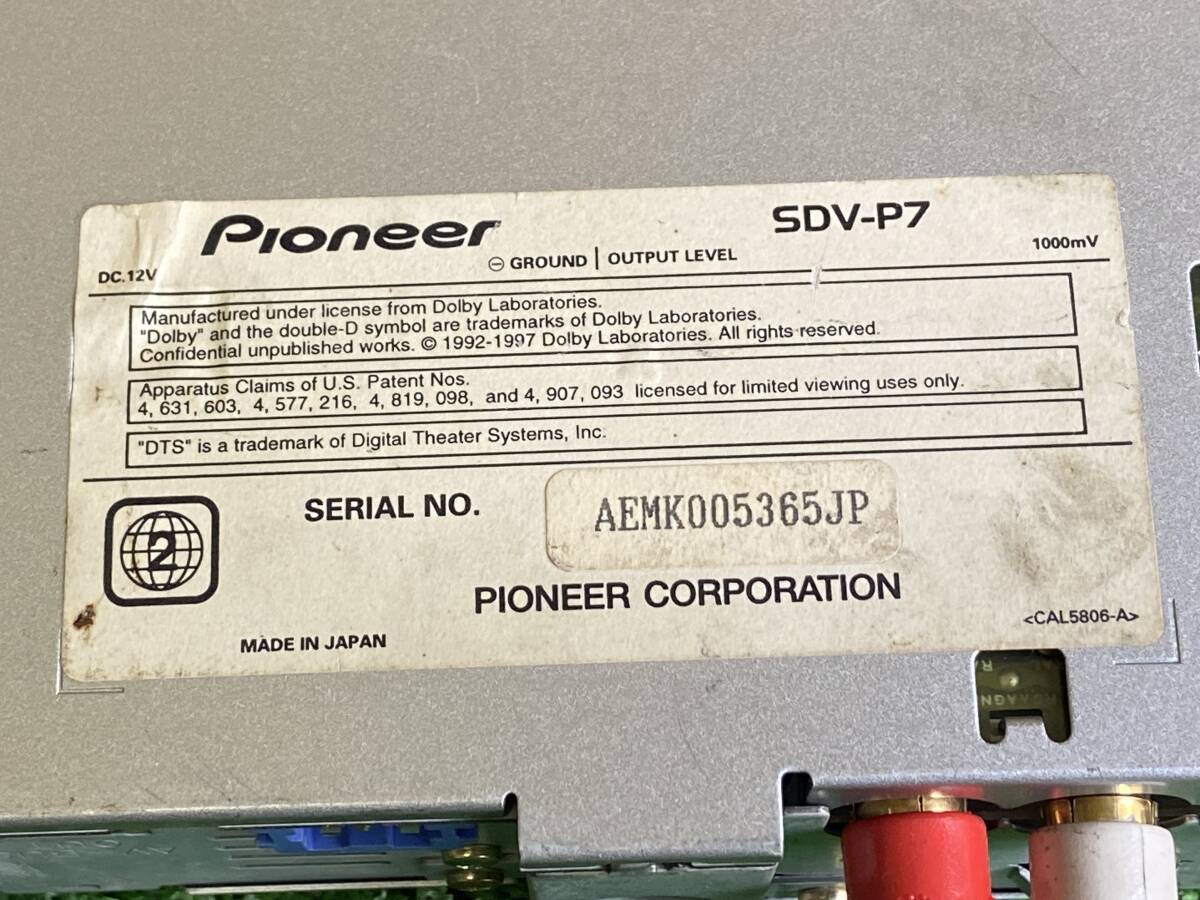 Pioneer
SDV-P7
DC.12V
⊖ GROUND | OUTPUT LEVEL
1000mV
Manufactured under license from Dolby Laboratories.
"Dolby" and the double-D symbol are trademarks of Dolby Laboratories.
Confidential unpublished works. © 1992-1997 Dolby Laboratories. All rights reserved.
Apparatus Claims of U.S. Patent Nos.
4, 631, 603, 4, 577, 216, 4, 819, 098, and 4, 907, 093 licensed for limited viewing uses only.
"DTS" is a trademark of Digital Theater Systems, Inc.
2
SERIAL NO.
AEMK005365JP
PIONEER CORPORATION
<CAL5806-A>
MADE IN JAPAN